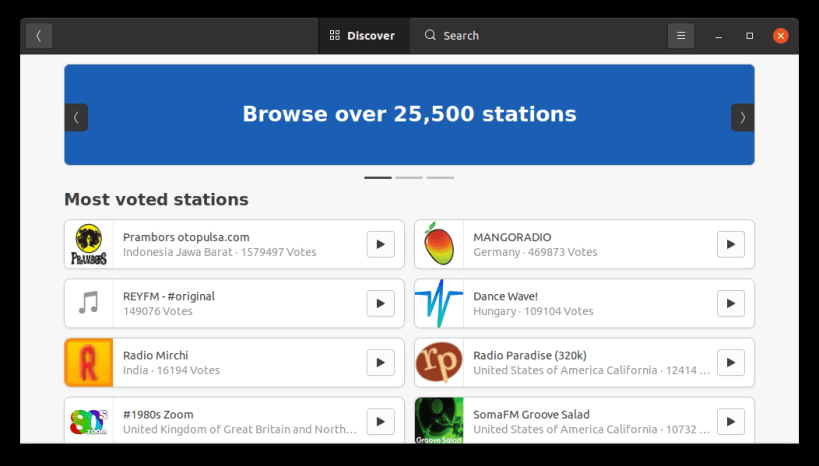 Discover
Search
Browse over 25,500 stations
Most voted stations
PRAMBORS
Prambors otopulsa.com
Indonesia Jawa Barat · 1579497 Votes
MANGORADIO
Germany · 469873 Votes
REYFM - #original
149076 Votes
Dance Wave!
Hungary · 109104 Votes
R
Radio Mirchi
India · 16194 Votes
rp
Radio Paradise (320k)
United States of America California · 12414 ...
80s
ZOOM
#1980s Zoom
United Kingdom of Great Britain and North...
Groove Salad
SomaFM Groove Salad
United States of America California · 10732 ...